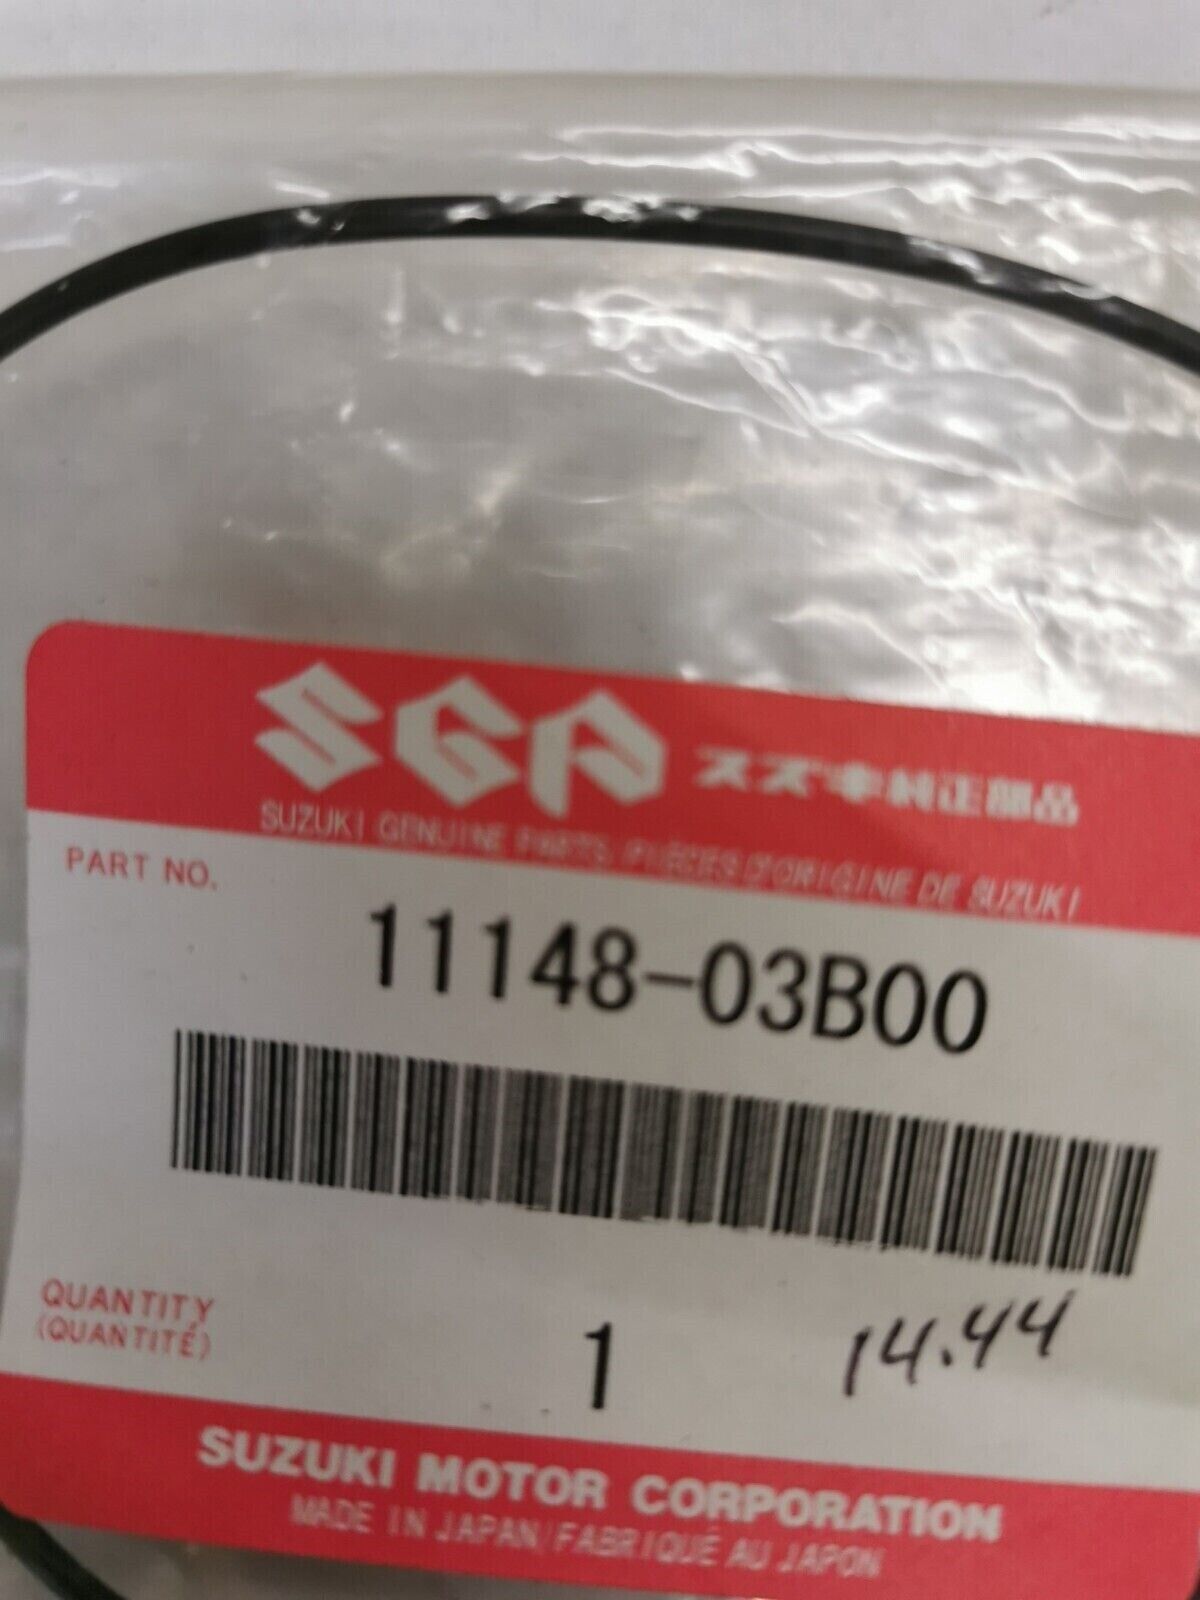 SGP スズキ純正部品
SUZUKI GENUINE PARTS / PIÈCES D'ORIGINE DE SUZUKI
PART NO.
11148-03B00
QUANTITY
(QUANTITÉ)
1
14.44
SUZUKI MOTOR CORPORATION
MADE IN JAPAN/FABRIQUÉ AU JAPON